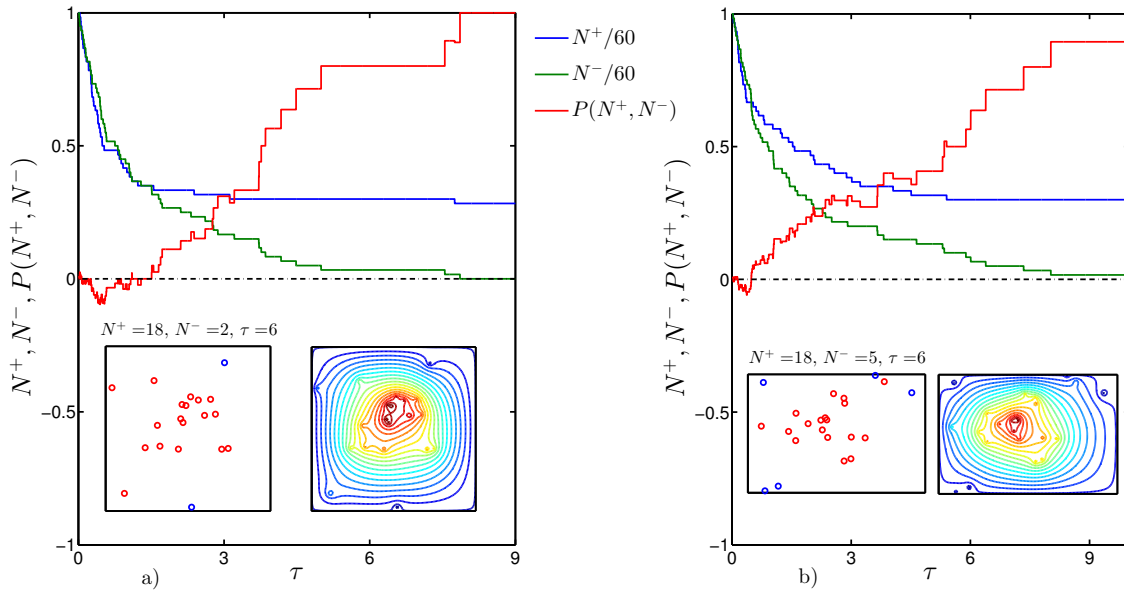 N⁺, N⁻, P(N⁺, N⁻)
1
0.5
0
−0.5
−1
N⁺ =18, N⁻ =2, τ =6
0
3
6
9
τ
a)
N⁺/60
N⁻/60
P(N⁺, N⁻)
N⁺, N⁻, P(N⁺, N⁻)
1
0.5
0
−0.5
−1
N⁺ =18, N⁻ =5, τ =6
0
3
6
9
τ
b)